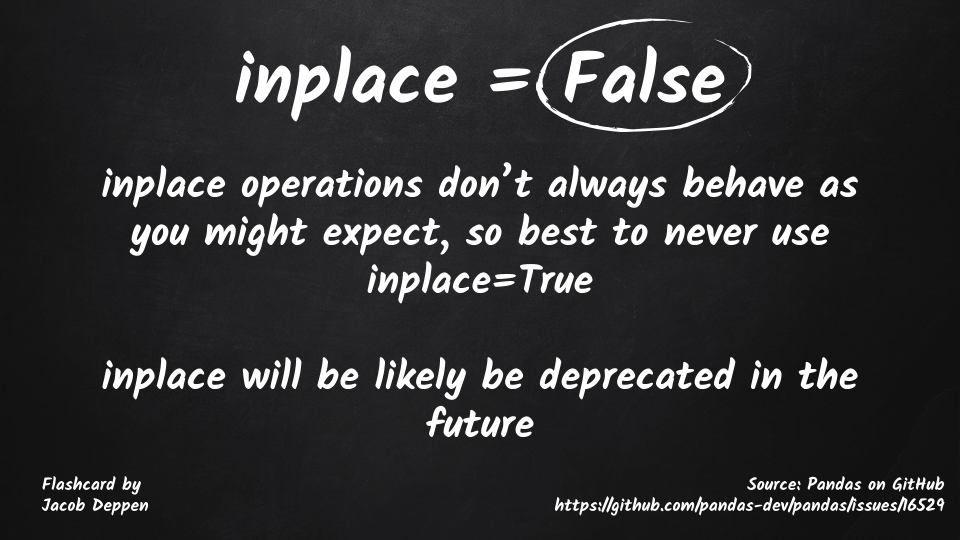 inplace = False
inplace operations don't always behave as
you might expect, so best to never use
inplace=True
inplace will be likely be deprecated in the
future
Flashcard by
Jacob Deppen
Source: Pandas on GitHub
https://github.com/pandas-dev/pandas/issues/16529